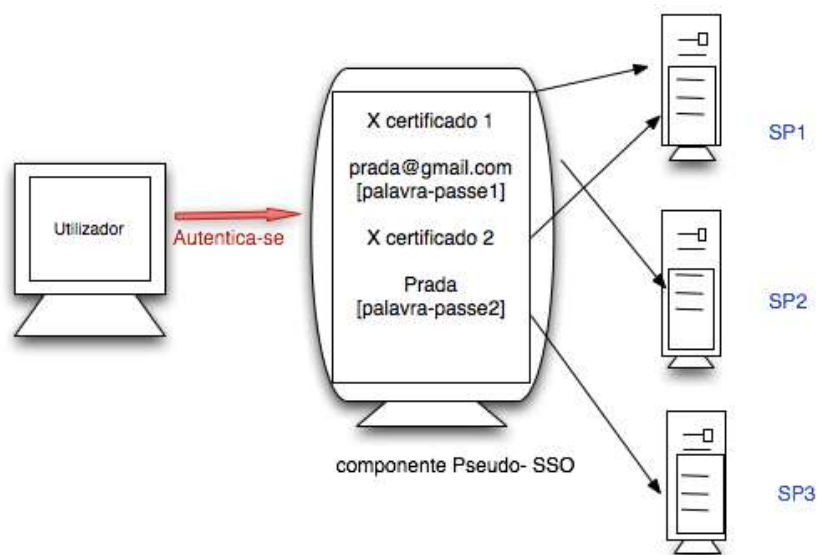 Utilizador
Autentica-se
X certificado 1
prada@gmail.com
[palavra-passe1]
X certificado 2
Prada
[palavra-passe2]
componente Pseudo- SSO
SP1
SP2
SP3